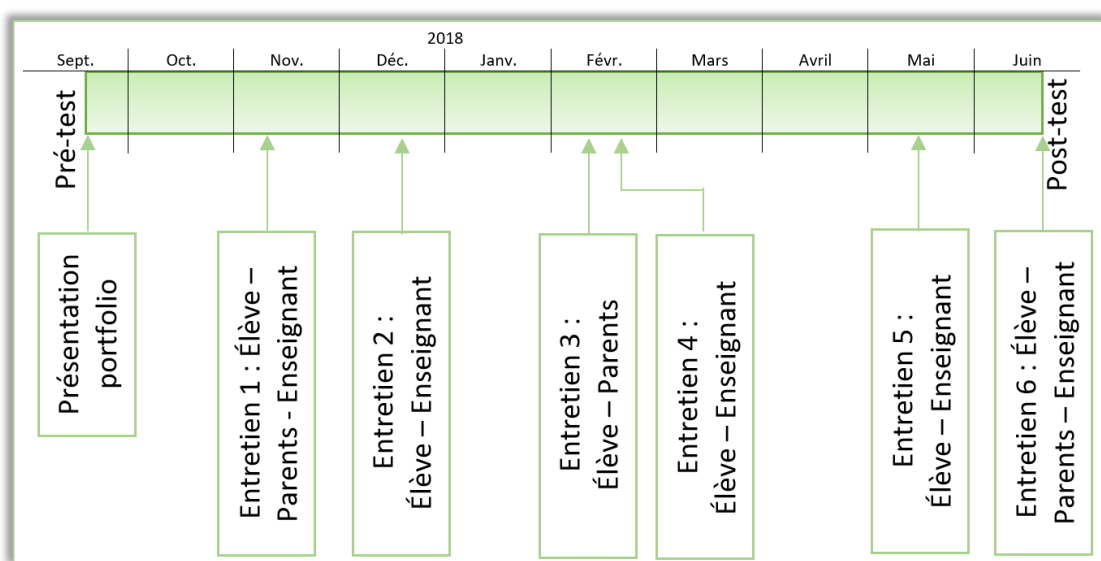 2018
Sept.
Oct.
Nov.
Déc.
Janv.
Févr.
Mars
Avril
Mai
Juin
Pré-test
Post-test
Présentation
portfolio
Entretien 1 : Élève –
Parents - Enseignant
Entretien 2 :
Élève – Enseignant
Entretien 3 :
Élève – Parents
Entretien 4 :
Élève – Enseignant
Entretien 5 :
Élève – Enseignant
Entretien 6 : Élève –
Parents – Enseignant